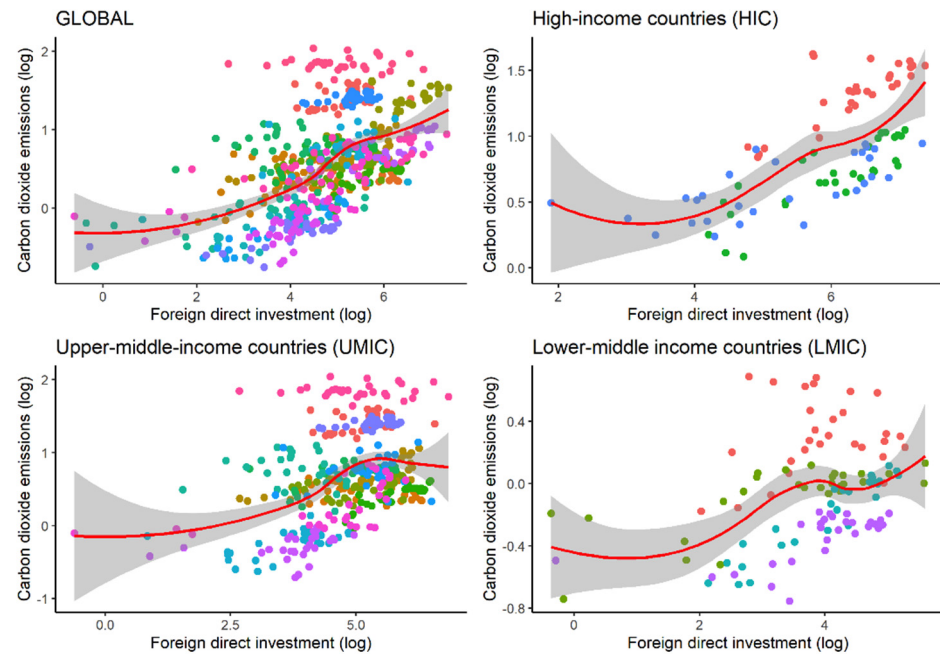 GLOBAL
Carbon dioxide emissions (log)
2
1
0
0
2
4
6
Foreign direct investment (log)
High-income countries (HIC)
Carbon dioxide emissions (log)
1.5
1.0
0.5
0.0
2
4
6
Foreign direct investment (log)
Upper-middle-income countries (UMIC)
Carbon dioxide emissions (log)
2
1
0
-1
0.0
2.5
5.0
Foreign direct investment (log)
Lower-middle income countries (LMIC)
Carbon dioxide emissions (log)
0.4
0.0
-0.4
-0.8
0
2
4
Foreign direct investment (log)